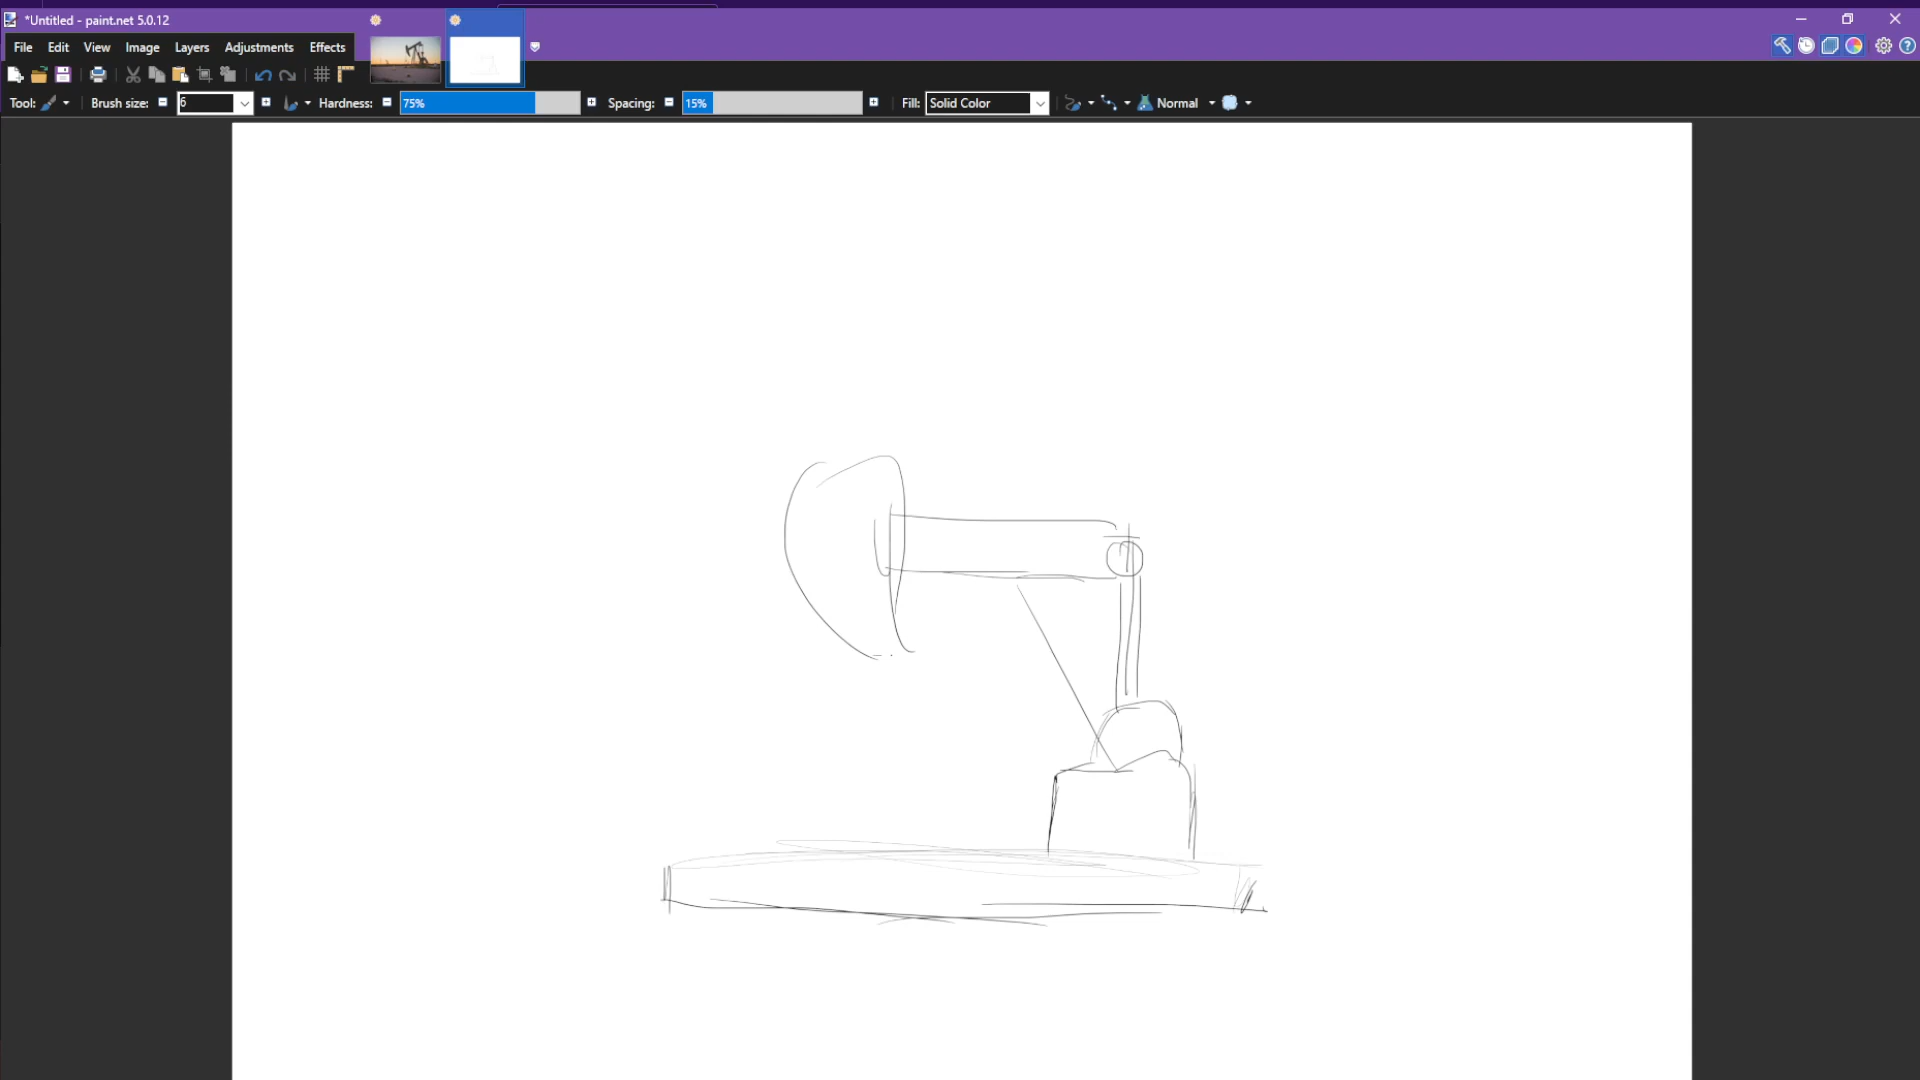 *Untitled - paint.net 5.0.12
File Edit View Image Layers Adjustments Effects
Tool: Brush size: 6 Hardness: 75% Spacing: 15% Fill: Solid Color Normal